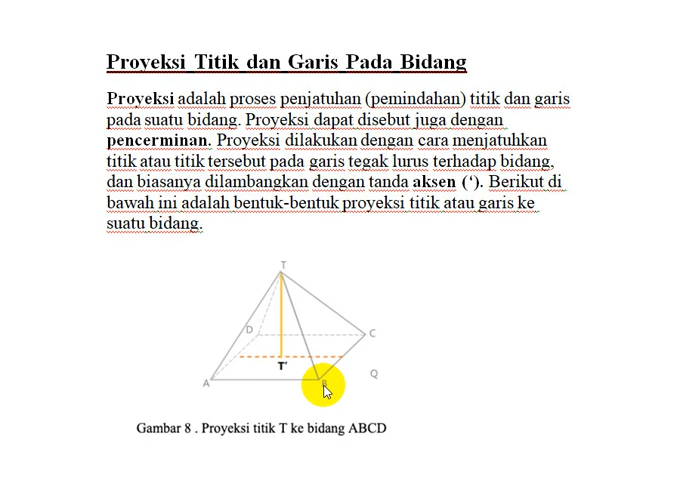 Proyeksi Titik dan Garis Pada Bidang
Proyeksi adalah proses penjatuhan (pemindahan) titik dan garis
pada suatu bidang. Proyeksi dapat disebut juga dengan
pencerminan. Proyeksi dilakukan dengan cara menjatuhkan
titik atau titik tersebut pada garis tegak lurus terhadap bidang,
dan biasanya dilambangkan dengan tanda aksen (‘). Berikut di
bawah ini adalah bentuk-bentuk proyeksi titik atau garis ke
suatu bidang.
T
D
C
T'
Q
A
B
Gambar 8 . Proyeksi titik T ke bidang ABCD